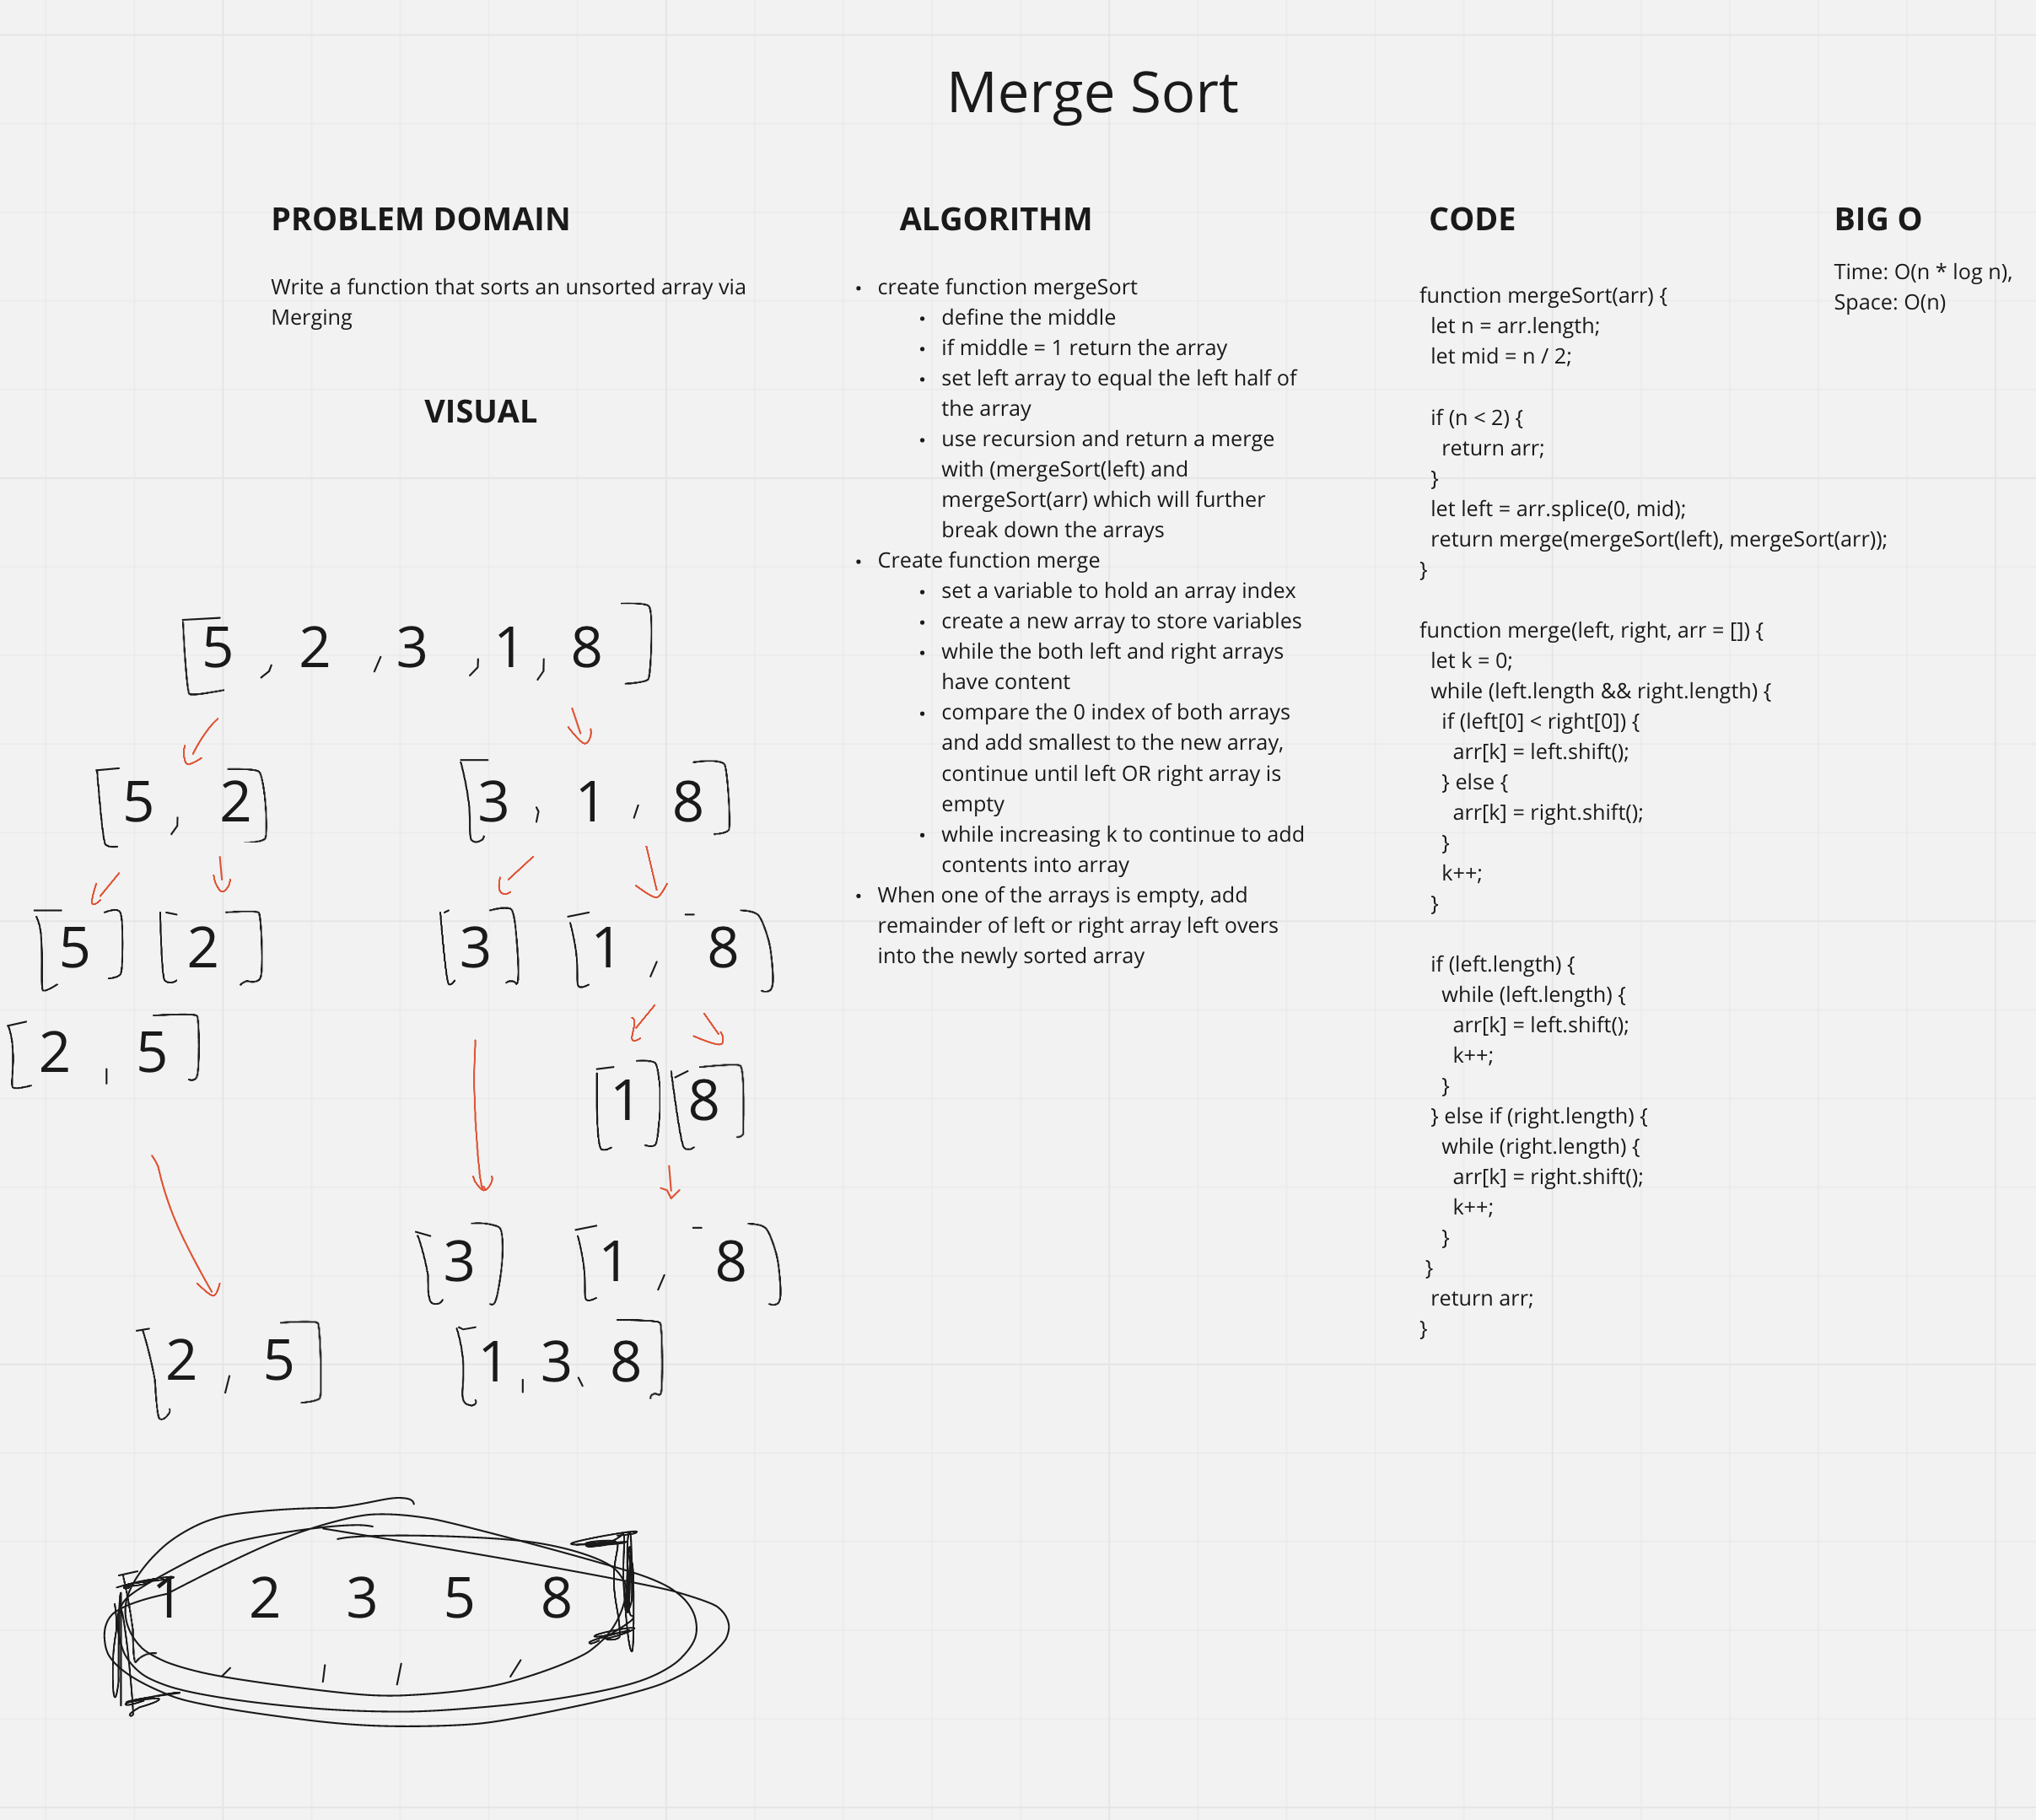 Merge Sort
PROBLEM DOMAIN
Write a function that sorts an unsorted array via
Merging
VISUAL
[5, 2, 3, 1, 8]
[5, 2] [3, 1, 8]
[5] [2] [3] [1, 8]
[2, 5]
[1] [8]
[3] [1, 8]
[2, 5] [1, 3, 8]
[1, 2, 3, 5, 8]
ALGORITHM
• create function mergeSort
• define the middle
• if middle = 1 return the array
• set left array to equal the left half of
the array
• use recursion and return a merge
with (mergeSort(left) and
mergeSort(arr) which will further
break down the arrays
• Create function merge
• set a variable to hold an array index
• create a new array to store variables
• while the both left and right arrays
have content
• compare the 0 index of both arrays
and add smallest to the new array,
continue until left OR right array is
empty
• while increasing k to continue to add
contents into array
• When one of the arrays is empty, add
remainder of left or right array left overs
into the newly sorted array
CODE
function mergeSort(arr) {
let n = arr.length;
let mid = n / 2;
if (n < 2) {
return arr;
}
let left = arr.splice(0, mid);
return merge(mergeSort(left), mergeSort(arr));
}
function merge(left, right, arr = []) {
let k = 0;
while (left.length && right.length) {
if (left[0] < right[0]) {
arr[k] = left.shift();
} else {
arr[k] = right.shift();
}
k++;
}
if (left.length) {
while (left.length) {
arr[k] = left.shift();
k++;
}
} else if (right.length) {
while (right.length) {
arr[k] = right.shift();
k++;
}
}
return arr;
}
BIG O
Time: O(n * log n),
Space: O(n)